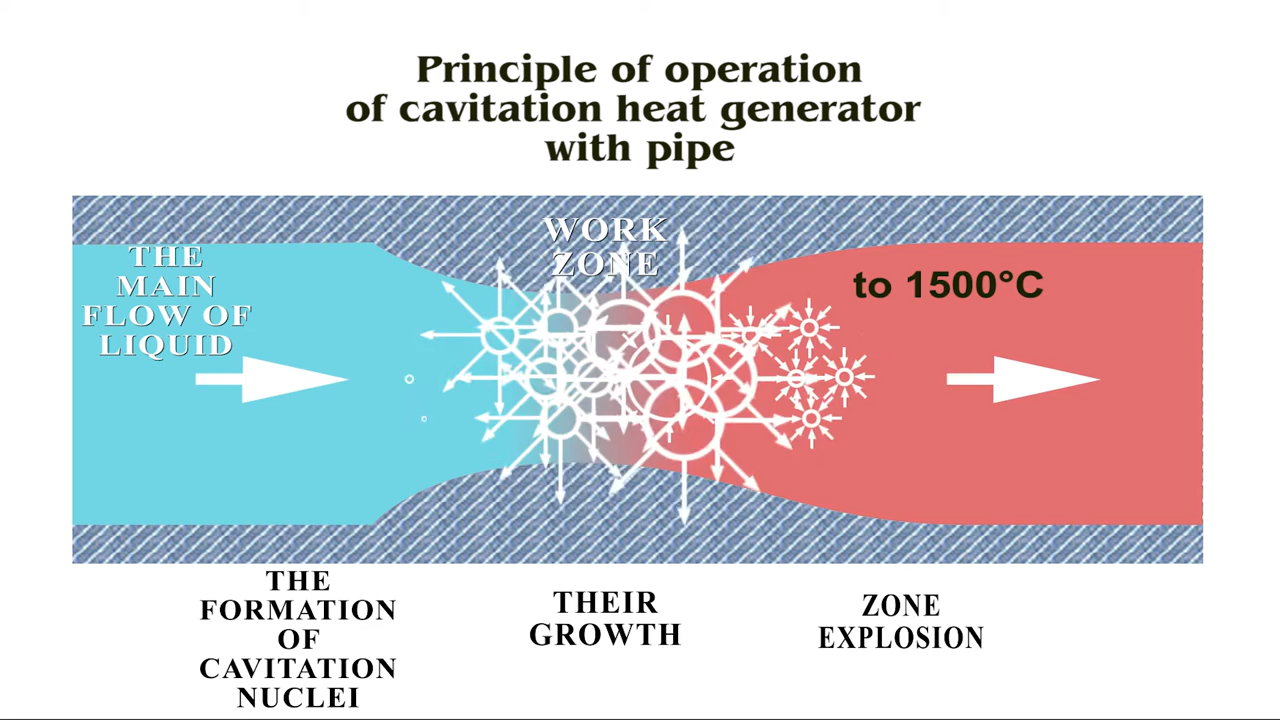 Principle of operation
of cavitation heat generator
with pipe
WORK
ZONE
THE
MAIN
FLOW OF
LIQUID
to 1500°C
THE
FORMATION
OF
CAVITATION
NUCLEI
THEIR
GROWTH
ZONE
EXPLOSION